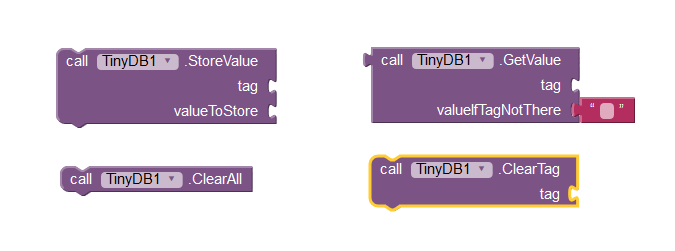 call TinyDB1 .StoreValue
tag
valueToStore
call TinyDB1 .GetValue
tag
valueIfTagNotThere “ ”
call TinyDB1 .ClearAll
call TinyDB1 .ClearTag
tag